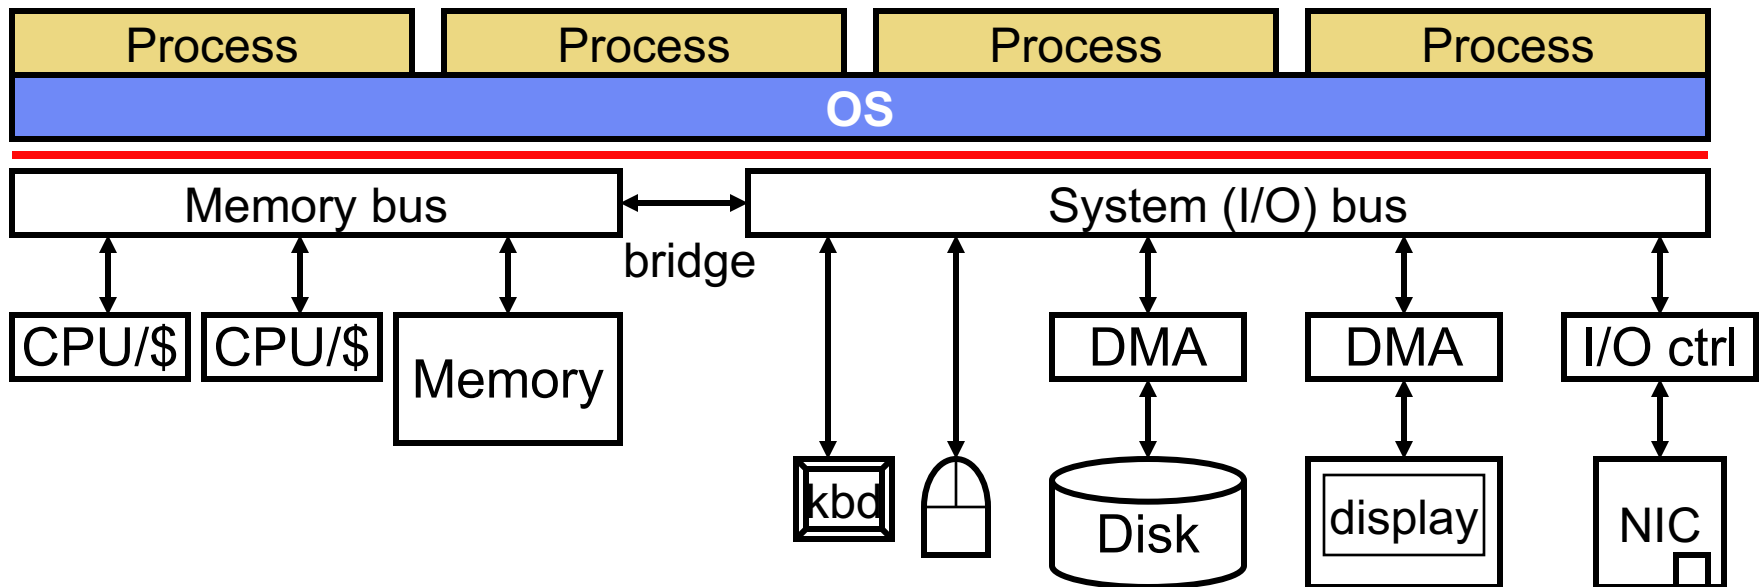 Process
Process
Process
Process
OS
Memory bus
System (I/O) bus
bridge
CPU/$
CPU/$
Memory
DMA
DMA
I/O ctrl
kbd
Disk
display
NIC